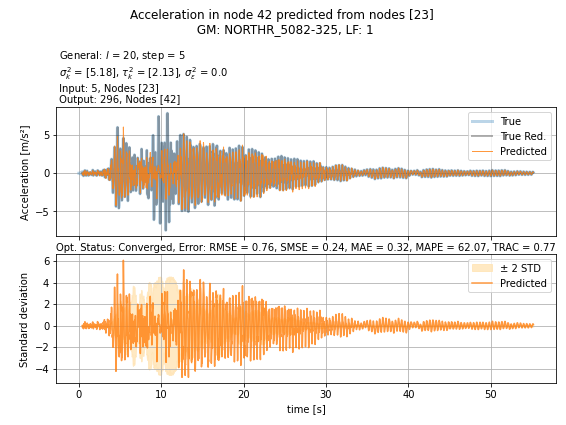 Acceleration in node 42 predicted from nodes [23]
GM: NORTHR_5082-325, LF: 1
General: l = 20, step = 5
σ²ₖ = [5.18], τ²ₖ = [2.13], σ²ε = 0.0
Input: 5, Nodes [23]
Output: 296, Nodes [42]
Acceleration [m/s²]
5
0
−5
True
True Red.
Predicted
Opt. Status: Converged, Error: RMSE = 0.76, SMSE = 0.24, MAE = 0.32, MAPE = 62.07, TRAC = 0.77
Standard deviation
6
4
2
0
−2
−4
± 2 STD
Predicted
0 10 20 30 40 50
time [s]